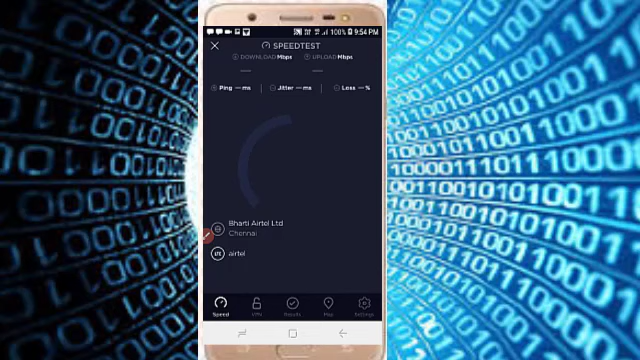 100% 9:54 PM
SPEEDTEST
DOWNLOAD Mbps UPLOAD Mbps
Ping — ms Jitter — ms Loss — %
Bharti Airtel Ltd
Chennai
LTE airtel
Speed VPN Results Map Settings